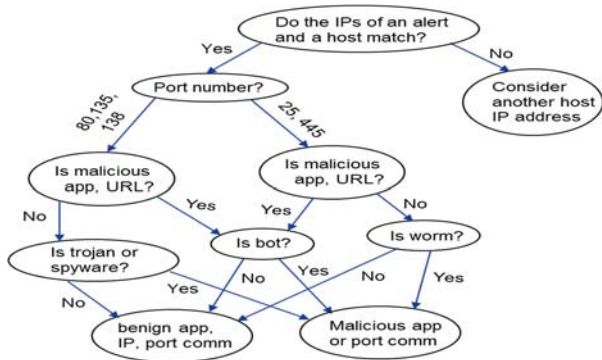 Do the IPs of an alert
and a host match?
Yes
No
Port number?
Consider
another host
IP address
80,135,
138
25, 445
Is malicious
app, URL?
Is malicious
app, URL?
No
Yes
Yes
No
Is trojan or
spyware?
Is bot?
Is worm?
No
Yes
No
Yes
No
Yes
benign app,
IP, port comm
Malicious app
or port comm